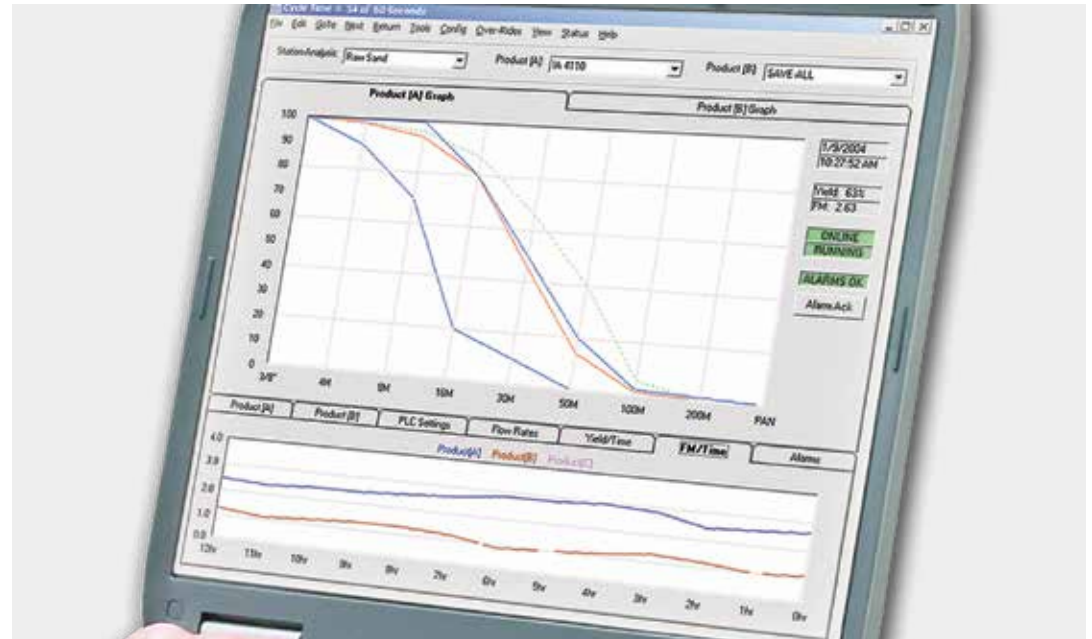 Cycle Time = 54 of 60 Seconds
File Edit GoTo Next Return Tools Config Over-Rides View Status Help
Station Analysis: Raw Sand Product [A] IA 4110 Product [B] SAVE-ALL
Product [A] Graph Product [B] Graph
100
90
80
70
60
50
40
30
20
10
0
3/8" 4M 8M 16M 30M 50M 100M 200M PAN
1/9/2004
10:27:52 AM
Yield: 63%
FM: 2.63
ONLINE
RUNNING
ALARMS OK
Alarm Ack
Product [A] Product [B] PLC Settings Flow Rates Yield/Time FM/Time Alarms
Product[A] Product[B] Product[C]
4.0
3.0
2.0
1.0
0.0
12hr 11hr 10hr 9hr 8hr 7hr 6hr 5hr 4hr 3hr 2hr 1hr 0hr